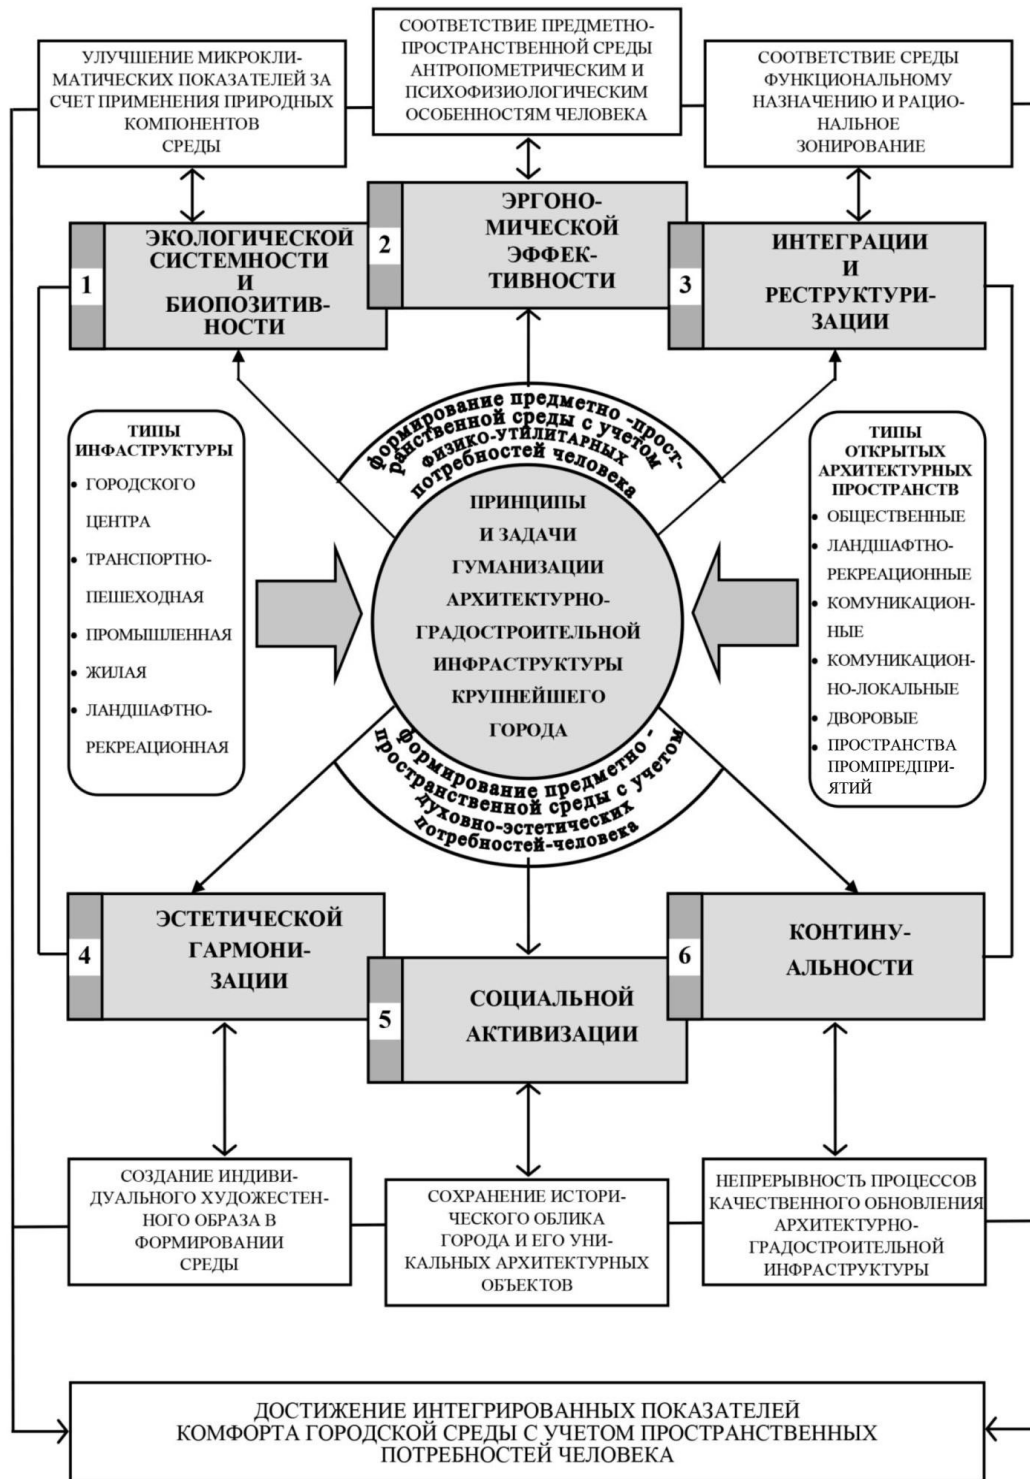 УЛУЧШЕНИЕ МИКРОКЛИ-
МАТИЧЕСКИХ ПОКАЗАТЕЛЕЙ ЗА
СЧЕТ ПРИМЕНЕНИЯ ПРИРОДНЫХ
КОМПОНЕНТОВ
СРЕДЫ
СООТВЕТСТВИЕ ПРЕДМЕТНО-
ПРОСТРАНСТВЕННОЙ СРЕДЫ
АНТРОПОМЕТРИЧЕСКИМ И
ПСИХОФИЗИОЛОГИЧЕСКИМ
ОСОБЕННОСТЯМ ЧЕЛОВЕКА
СООТВЕТСТВИЕ СРЕДЫ
ФУНКЦИОНАЛЬНОМУ
НАЗНАЧЕНИЮ И РАЦИО-
НАЛЬНОЕ
ЗОНИРОВАНИЕ
1
ЭКОЛОГИЧЕСКОЙ
СИСТЕМНОСТИ
И
БИОПОЗИТИВ-
НОСТИ
2
ЭРГОНО-
МИЧЕСКОЙ
ЭФФЕК-
ТИВНОСТИ
3
ИНТЕГРАЦИИ
И
РЕСТРУКТУРИ-
ЗАЦИИ
формирование предметно -прост-
ранственной среды с учетом
физико-утилитарных
потребностей человека
ТИПЫ
ИНФАСТРУКТУРЫ
• ГОРОДСКОГО
ЦЕНТРА
• ТРАНСПОРТНО-
ПЕШЕХОДНАЯ
• ПРОМЫШЛЕННАЯ
• ЖИЛАЯ
• ЛАНДШАФТНО-
РЕКРЕАЦИОННАЯ
ПРИНЦИПЫ
И ЗАДАЧИ
ГУМАНИЗАЦИИ
АРХИТЕКТУРНО-
ГРАДОСТРОИТЕЛЬНОЙ
ИНФРАСТРУКТУРЫ
КРУПНЕЙШЕГО
ГОРОДА
ТИПЫ
ОТКРЫТЫХ
АРХИТЕКТУРНЫХ
ПРОСТРАНСТВ
• ОБЩЕСТВЕННЫЕ
• ЛАНДШАФТНО-
РЕКРЕАЦИОННЫЕ
• КОМУНИКАЦИОН-
НЫЕ
• КОМУНИКАЦИОН-
НО-ЛОКАЛЬНЫЕ
• ДВОРОВЫЕ
• ПРОСТРАНСТВА
ПРОМПРЕДПРИ-
ЯТИЙ
формирование предметно -
пространственной среды с учетом
духовно-эстетических
потребностей-человека
4
ЭСТЕТИЧЕСКОЙ
ГАРМОНИ-
ЗАЦИИ
5
СОЦИАЛЬНОЙ
АКТИВИЗАЦИИ
6
КОНТИНУ-
АЛЬНОСТИ
СОЗДАНИЕ ИНДИВИ-
ДУАЛЬНОГО ХУДОЖЕСТЕН-
НОГО ОБРАЗА В
ФОРМИРОВАНИИ
СРЕДЫ
СОХРАНЕНИЕ ИСТОРИ-
ЧЕСКОГО ОБЛИКА
ГОРОДА И ЕГО УНИ-
КАЛЬНЫХ АРХИТЕКТУРНЫХ
ОБЪЕКТОВ
НЕПРЕРЫВНОСТЬ ПРОЦЕССОВ
КАЧЕСТВЕННОГО ОБНОВЛЕНИЯ
АРХИТЕКТУРНО-
ГРАДОСТРОИТЕЛЬНОЙ
ИНФРАСТРУКТУРЫ
ДОСТИЖЕНИЕ ИНТЕГРИРОВАННЫХ ПОКАЗАТЕЛЕЙ
КОМФОРТА ГОРОДСКОЙ СРЕДЫ С УЧЕТОМ ПРОСТРАНСТВЕННЫХ
ПОТРЕБНОСТЕЙ ЧЕЛОВЕКА